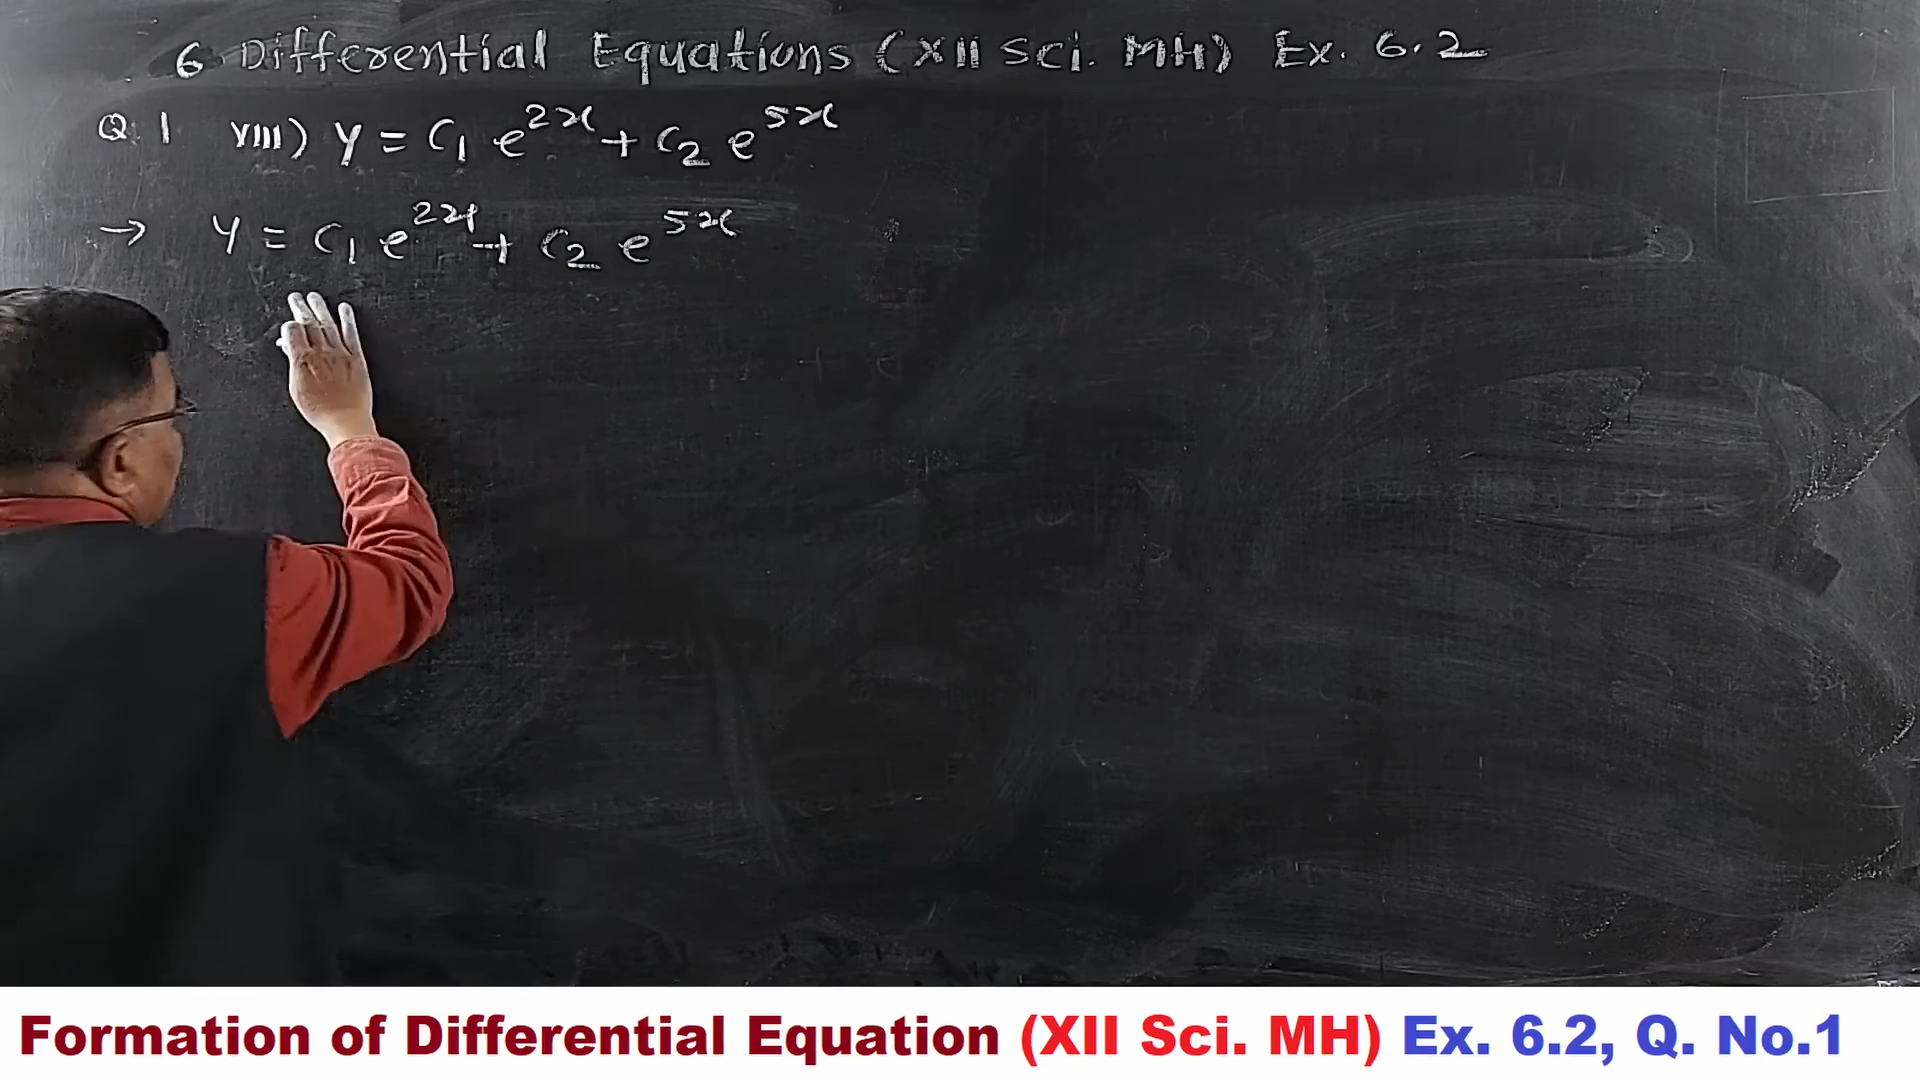 6 Differential Equations (XII Sci. MH) Ex. 6.2
Q. 1 VIII) y = C₁ e^2x + C₂ e^5x
→ y = C₁ e^2x + C₂ e^5x
Formation of Differential Equation (XII Sci. MH) Ex. 6.2, Q. No.1